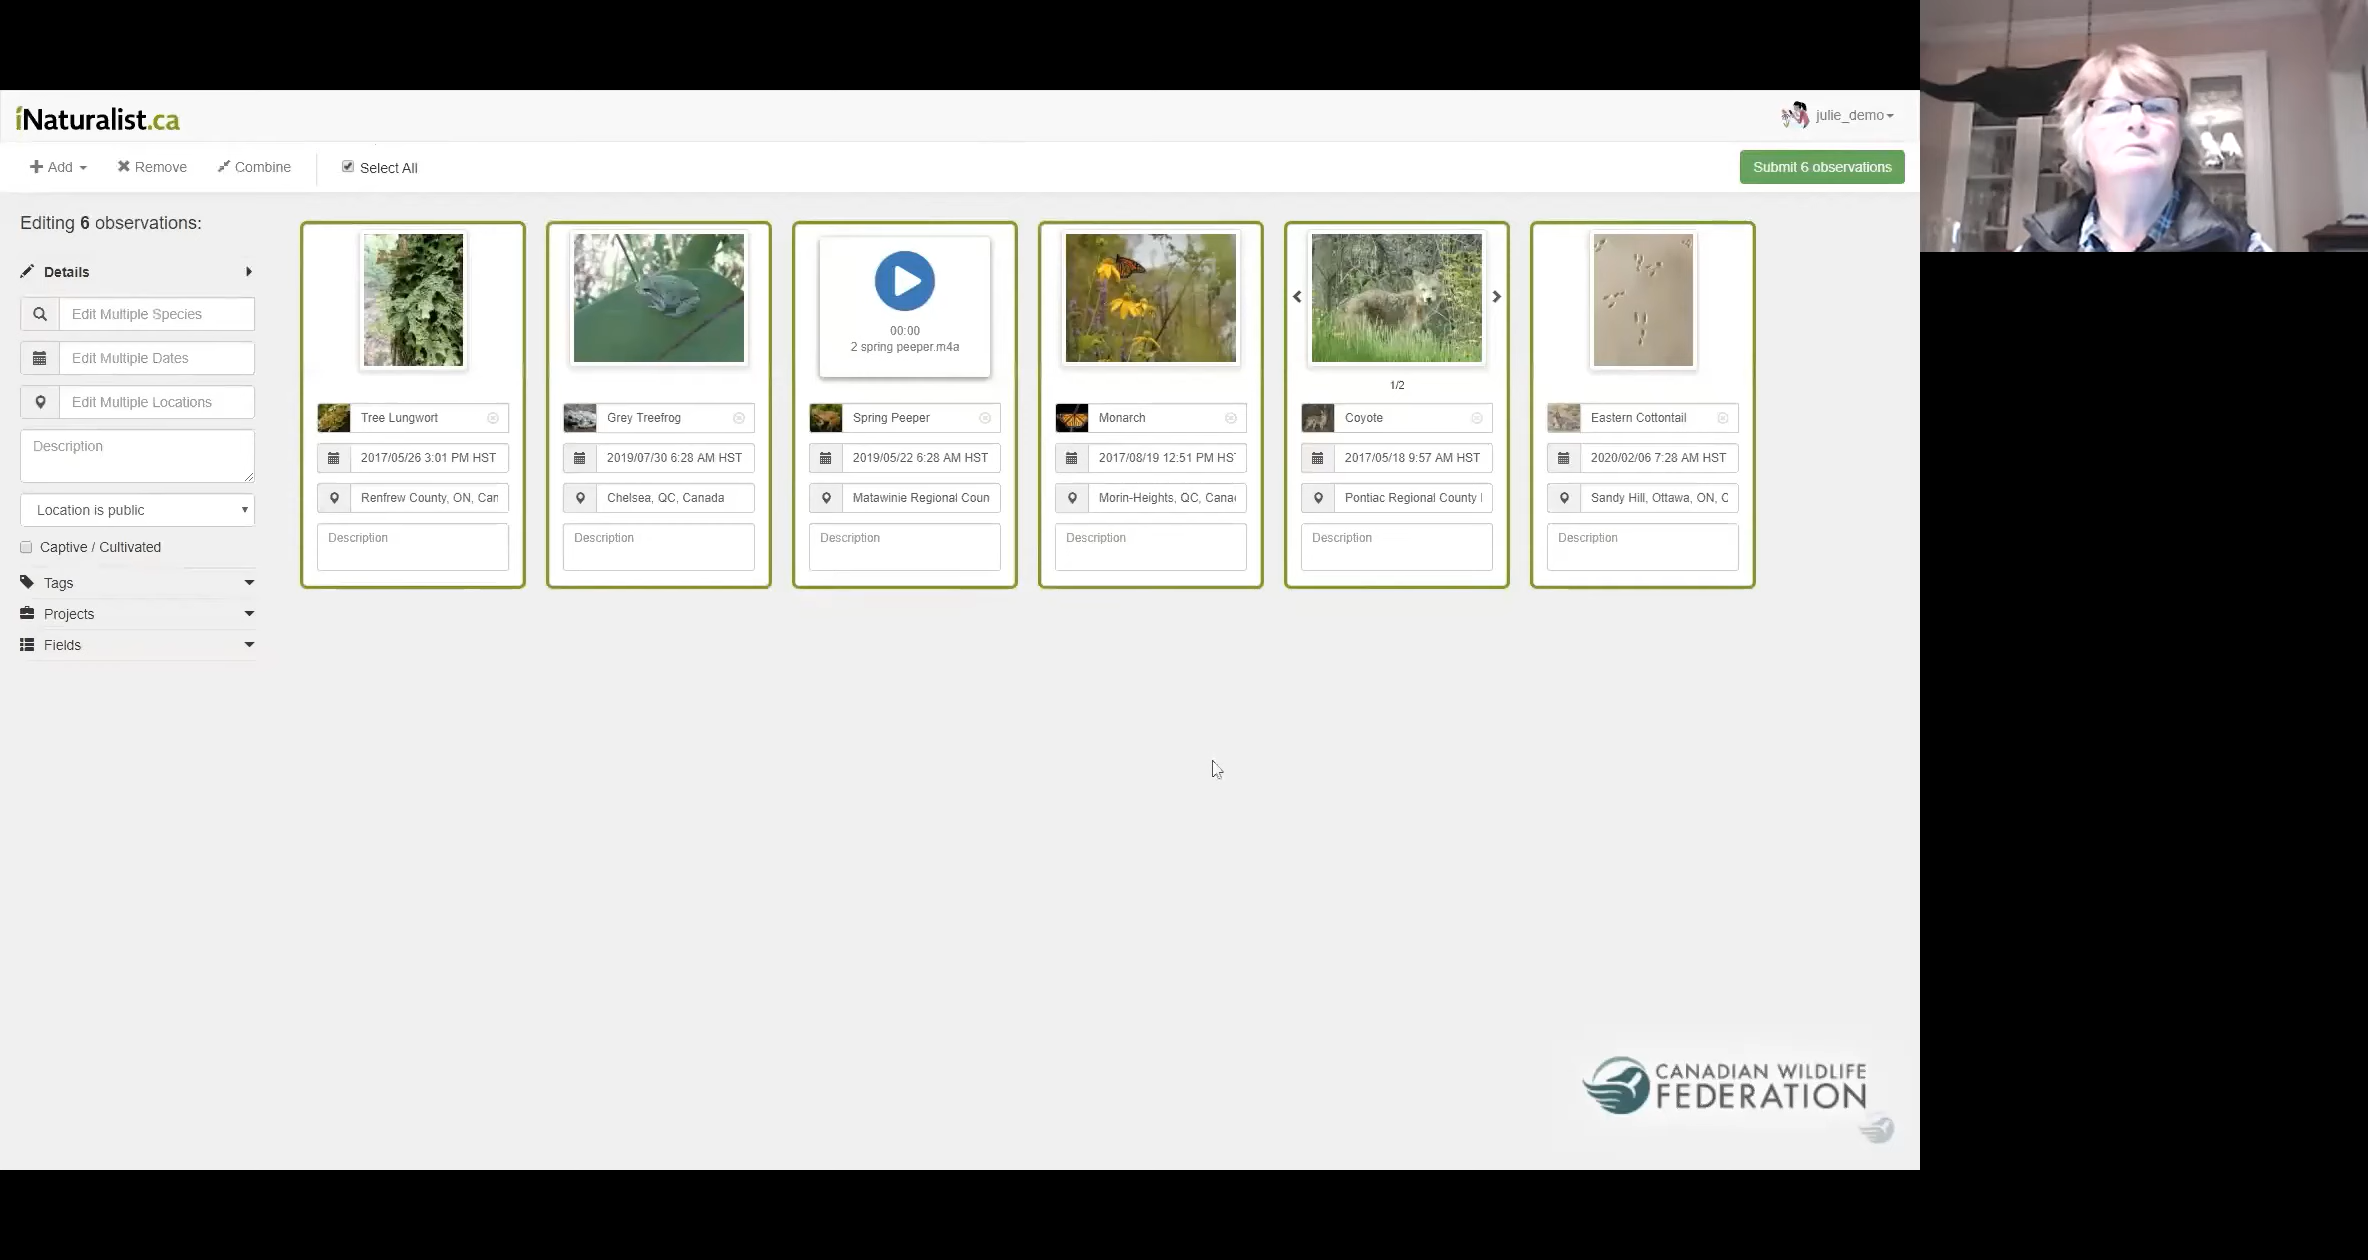 iNaturalist.ca
julie_demo
Add
Remove
Combine
Select All
Submit 6 observations
Editing 6 observations:
Details
Edit Multiple Species
Edit Multiple Dates
Edit Multiple Locations
Description
Location is public
Captive / Cultivated
Tags
Projects
Fields
Tree Lungwort
2017/05/26 3:01 PM HST
Renfrew County, ON, Can
Description
Grey Treefrog
2019/07/30 6:28 AM HST
Chelsea, QC, Canada
Description
00:00
2 spring peeper.m4a
Spring Peeper
2019/05/22 6:28 AM HST
Matawinie Regional Coun
Description
Monarch
2017/08/19 12:51 PM HS
Morin-Heights, QC, Cana
Description
1/2
Coyote
2017/05/18 9:57 AM HST
Pontiac Regional County
Description
Eastern Cottontail
2020/02/06 7:28 AM HST
Sandy Hill, Ottawa, ON, C
Description
CANADIAN WILDLIFE
FEDERATION